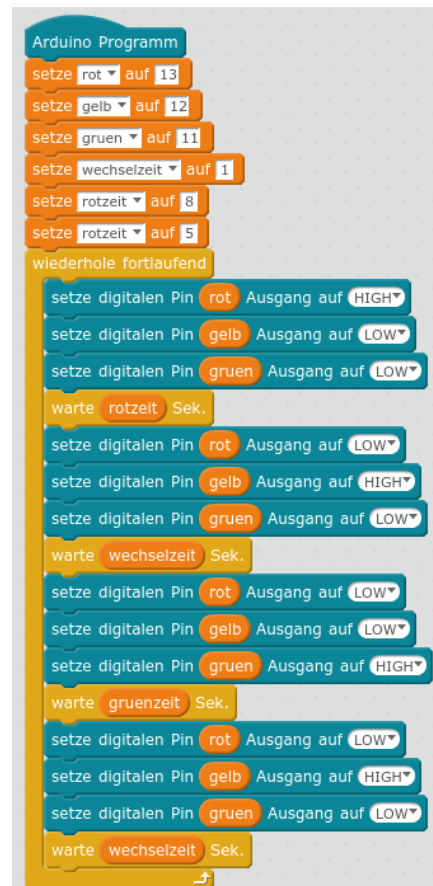 Arduino Programm
setze rot auf 13
setze gelb auf 12
setze gruen auf 11
setze wechselzeit auf 1
setze rotzeit auf 8
setze rotzeit auf 5
wiederhole fortlaufend
setze digitalen Pin rot Ausgang auf HIGH
setze digitalen Pin gelb Ausgang auf LOW
setze digitalen Pin gruen Ausgang auf LOW
warte rotzeit Sek.
setze digitalen Pin rot Ausgang auf LOW
setze digitalen Pin gelb Ausgang auf HIGH
setze digitalen Pin gruen Ausgang auf LOW
warte wechselzeit Sek.
setze digitalen Pin rot Ausgang auf LOW
setze digitalen Pin gelb Ausgang auf LOW
setze digitalen Pin gruen Ausgang auf HIGH
warte gruenzeit Sek.
setze digitalen Pin rot Ausgang auf LOW
setze digitalen Pin gelb Ausgang auf HIGH
setze digitalen Pin gruen Ausgang auf LOW
warte wechselzeit Sek.